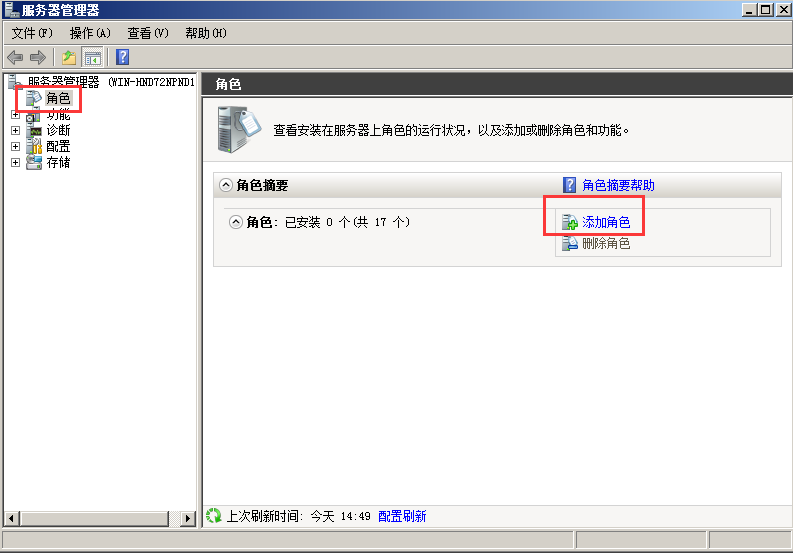 服务器管理器
文件(F) 操作(A) 查看(V) 帮助(H)
服务器管理器 (WIN-HND72NPND1
角色
功能
诊断
配置
存储
角色
查看安装在服务器上角色的运行状况，以及添加或删除角色和功能。
角色摘要
角色摘要帮助
角色: 已安装 0 个(共 17 个)
添加角色
删除角色
上次刷新时间: 今天 14:49 配置刷新